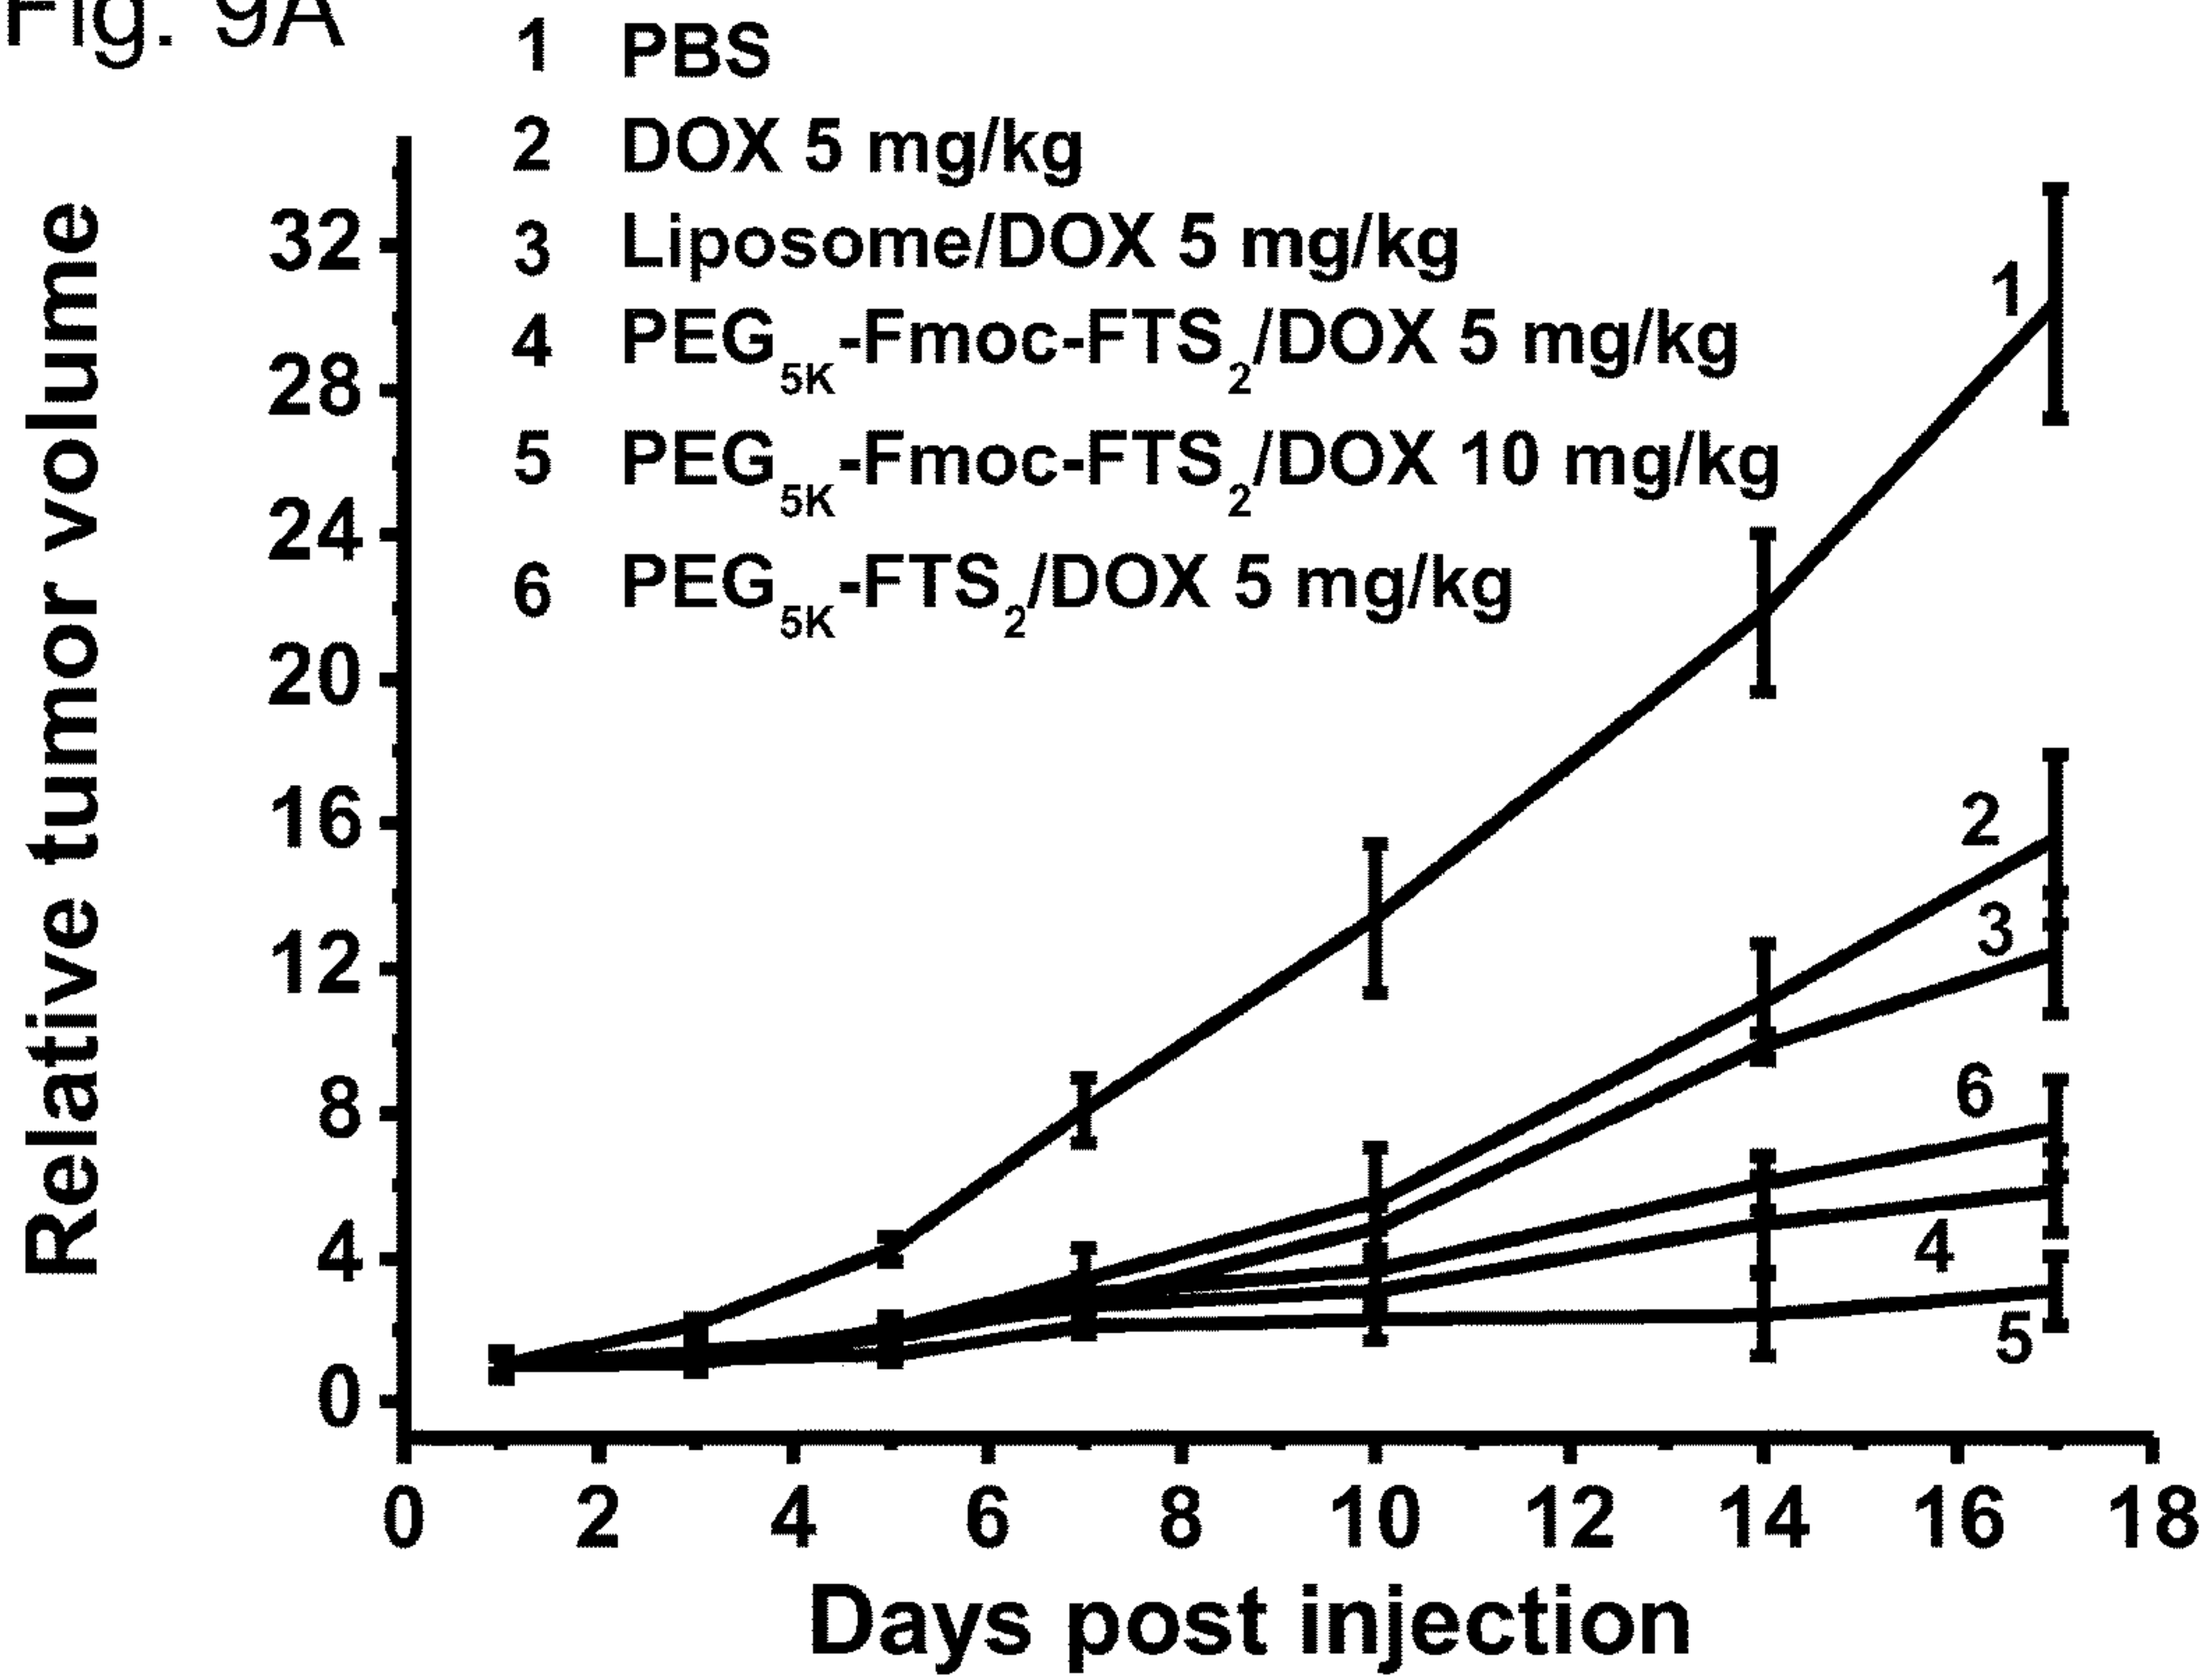 Fig. 9A
1 PBS
2 DOX 5 mg/kg
3 Liposome/DOX 5 mg/kg
4 PEG5K-Fmoc-FTS2/DOX 5 mg/kg
5 PEG5K-Fmoc-FTS2/DOX 10 mg/kg
6 PEG5K-FTS2/DOX 5 mg/kg
Relative tumor volume
32
28
24
20
16
12
8
4
0
1
2
3
6
4
5
0 2 4 6 8 10 12 14 16 18
Days post injection